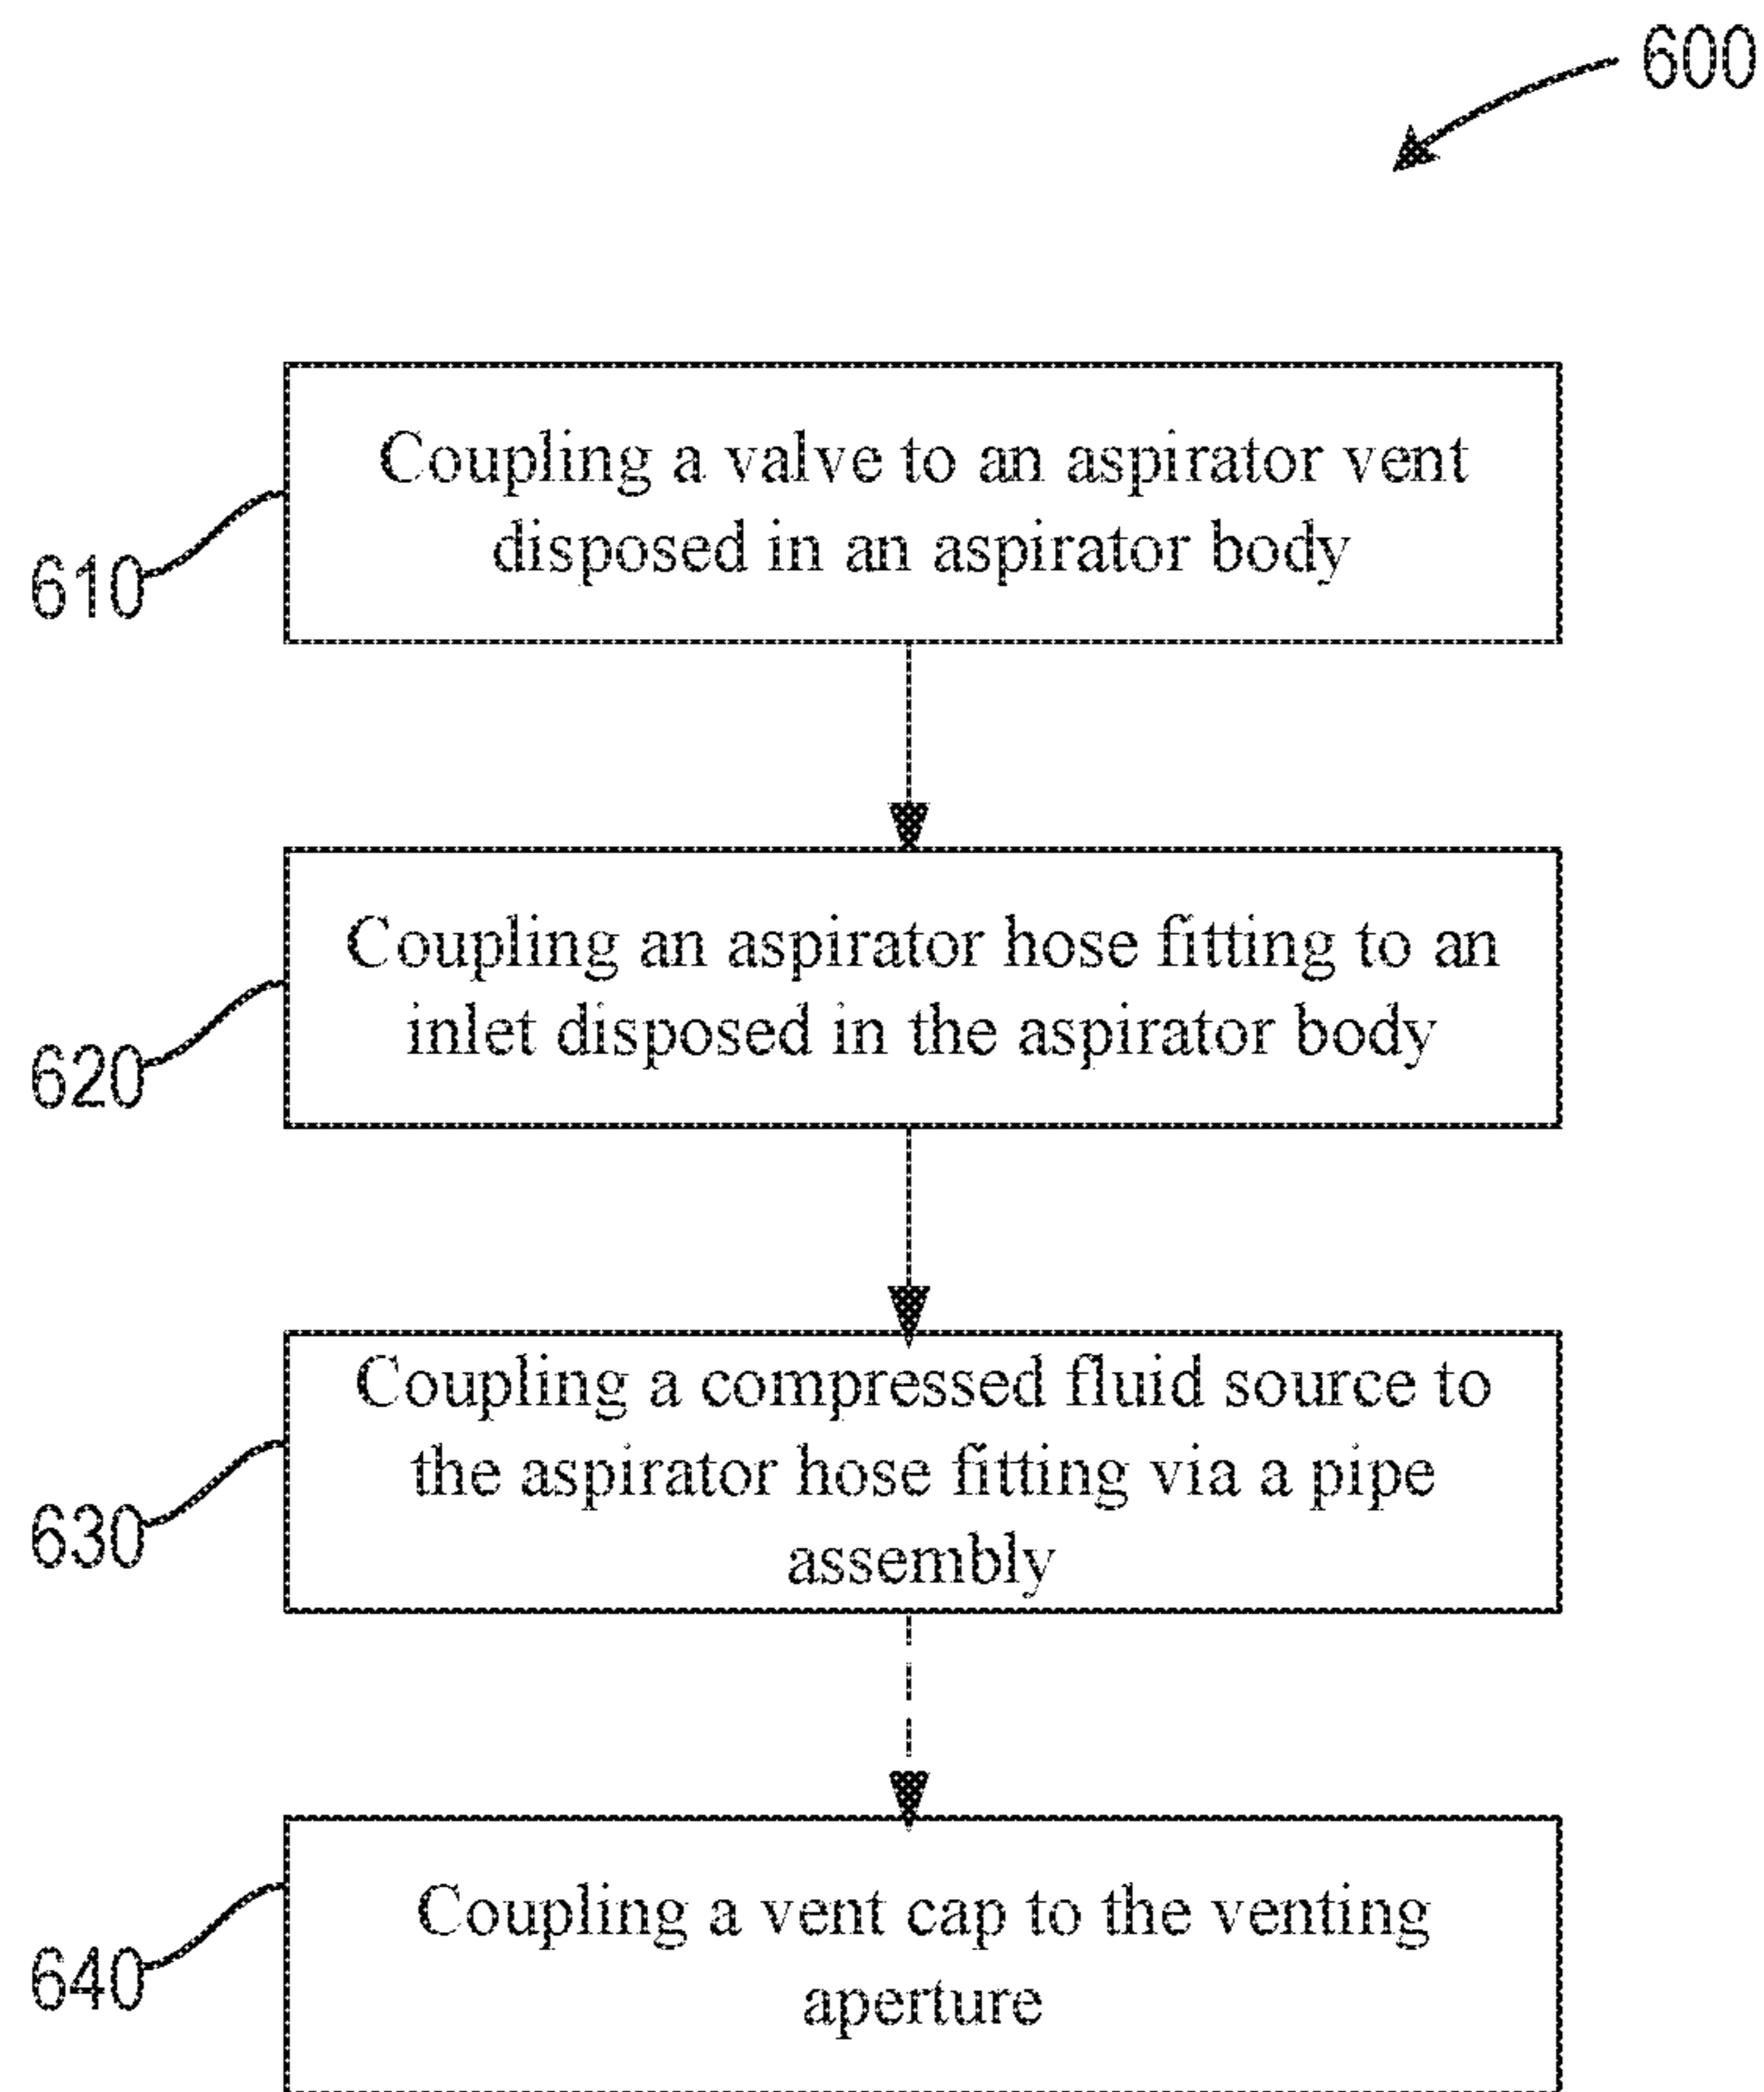 600
Coupling a valve to an aspirator vent
disposed in an aspirator body
610
Coupling an aspirator hose fitting to an
inlet disposed in the aspirator body
620
Coupling a compressed fluid source to
the aspirator hose fitting via a pipe
assembly
630
Coupling a vent cap to the venting
aperture
640